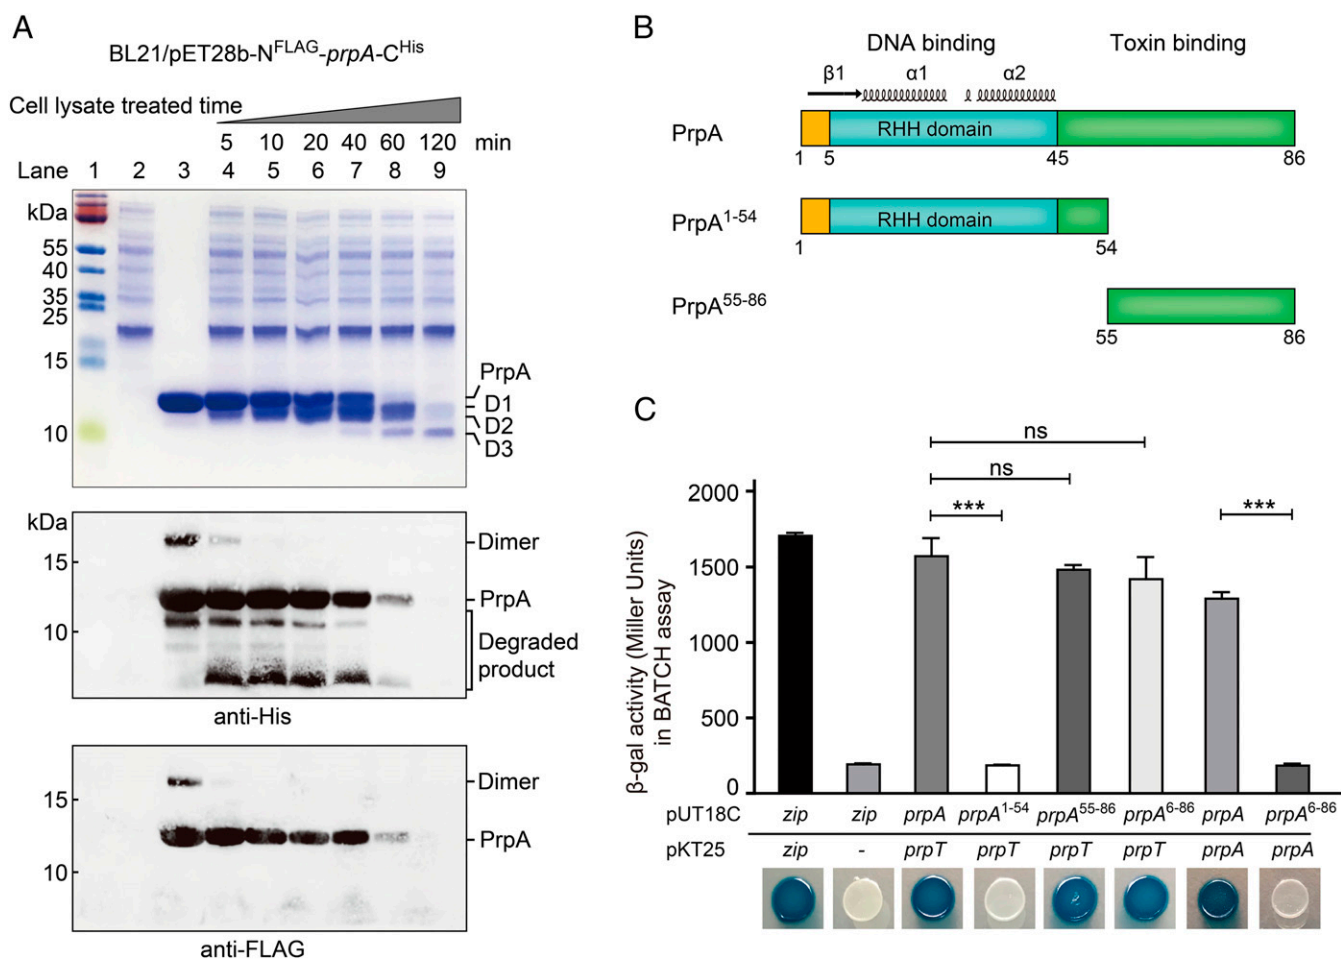 A
BL21/pET28b-N^FLAG-prpA-C^His
Cell lysate treated time
5 10 20 40 60 120 min
Lane 1 2 3 4 5 6 7 8 9
kDa
55
40
35
25
15
10
PrpA
D1
D2
D3
kDa
15
10
Dimer
PrpA
Degraded
product
anti-His
15
10
Dimer
PrpA
anti-FLAG
B
DNA binding Toxin binding
β1 α1 α2
PrpA RHH domain
1 5 45 86
PrpA^1-54 RHH domain
1 54
PrpA^55-86
55 86
C
ns
ns
*** ***
β-gal activity (Miller Units)
in BATCH assay
2000
1500
1000
500
0
pUT18C zip zip prpA prpA^1-54 prpA^55-86 prpA^6-86 prpA prpA^6-86
pKT25 zip - prpT prpT prpT prpT prpA prpA